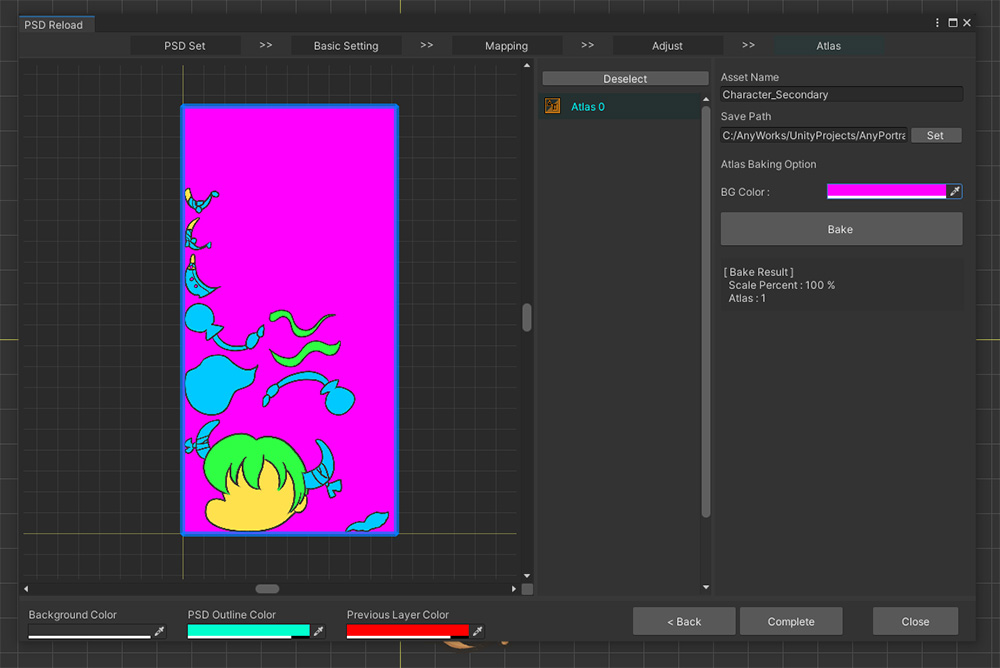 PSD Reload
PSD Set >> Basic Setting >> Mapping >> Adjust >> Atlas
Deselect
Atlas 0
Asset Name
Character_Secondary
Save Path
C:/AnyWorks/UnityProjects/AnyPortra Set
Atlas Baking Option
BG Color :
Bake
[ Bake Result ]
Scale Percent : 100 %
Atlas : 1
Background Color PSD Outline Color Previous Layer Color
< Back Complete Close